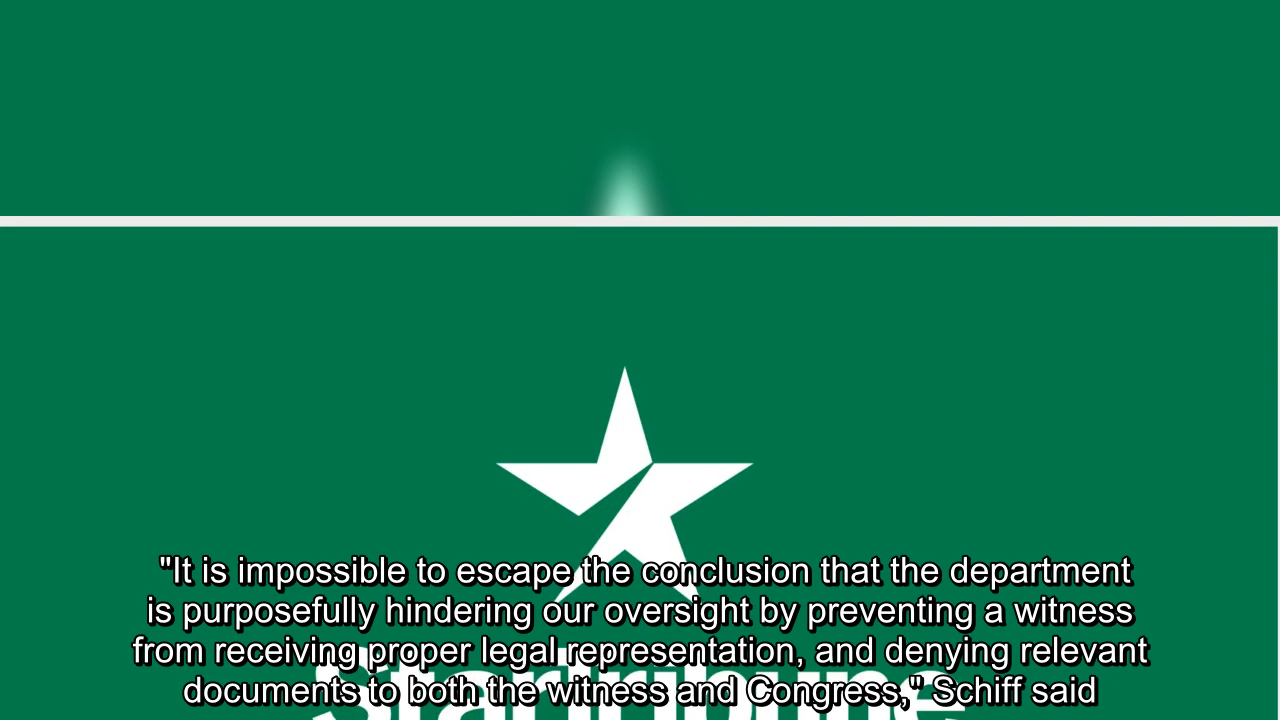 "It is impossible to escape the conclusion that the department
is purposefully hindering our oversight by preventing a witness
from receiving proper legal representation, and denying relevant
documents to both the witness and Congress," Schiff said
StarTribune